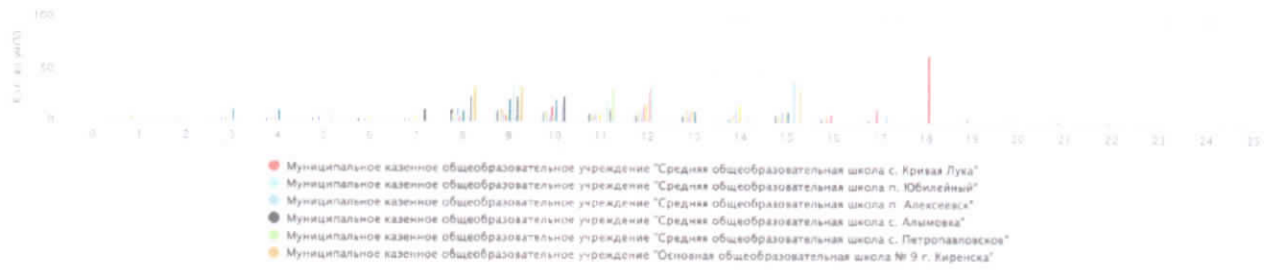 100
50
0
0 1 2 3 4 5 6 7 8 9 10 11 12 13 14 15 16 17 18 19 20 21 22 23 24 25
Муниципальное казенное общеобразовательное учреждение "Средняя общеобразовательная школа с. Кривая Лука"
Муниципальное казенное общеобразовательное учреждение "Средняя общеобразовательная школа п. Юбилейный"
Муниципальное казенное общеобразовательное учреждение "Средняя общеобразовательная школа п. Алексеевск"
Муниципальное казенное общеобразовательное учреждение "Средняя общеобразовательная школа с. Алымовка"
Муниципальное казенное общеобразовательное учреждение "Средняя общеобразовательная школа с. Петропавловское"
Муниципальное казенное общеобразовательное учреждение "Основная общеобразовательная школа № 9 г. Киренска"